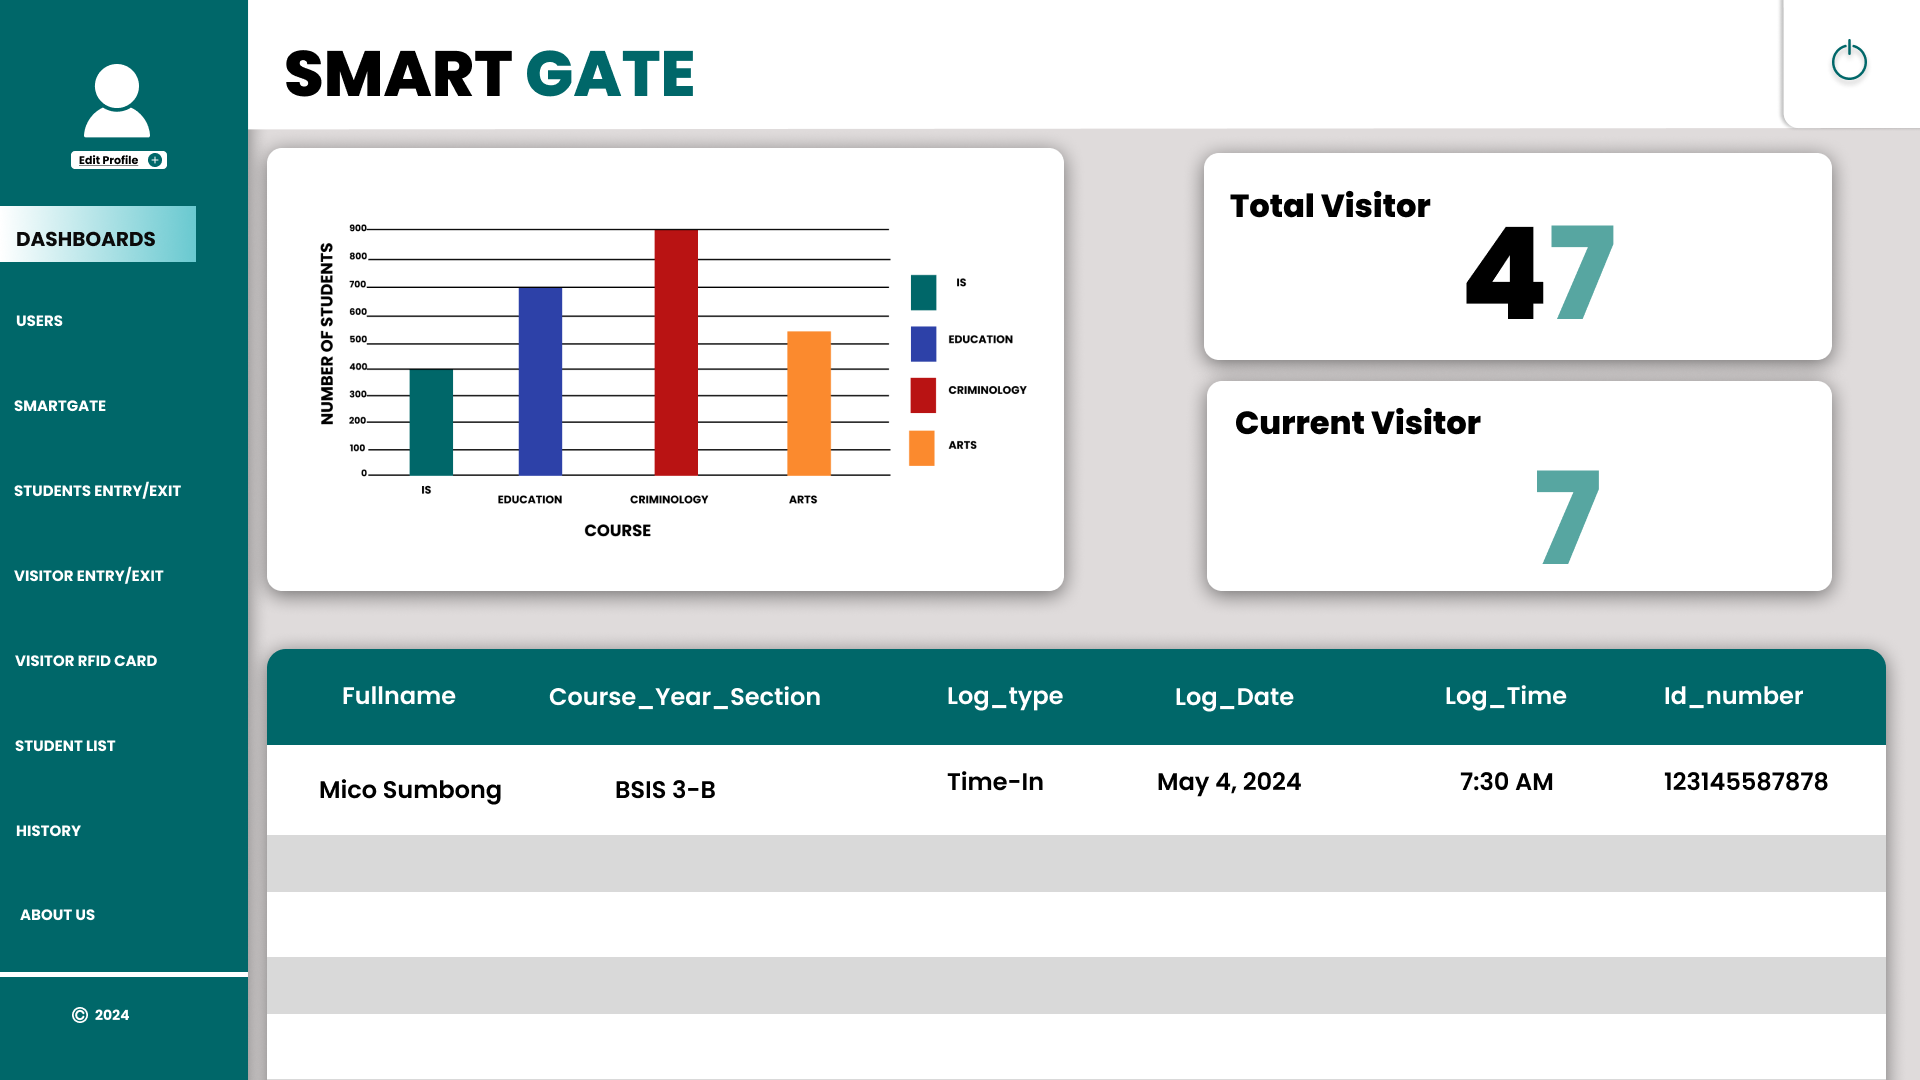 SMART GATE
Edit Profile
DASHBOARDS
USERS
SMARTGATE
STUDENTS ENTRY/EXIT
VISITOR ENTRY/EXIT
VISITOR RFID CARD
STUDENT LIST
HISTORY
ABOUT US
© 2024
NUMBER OF STUDENTS
900
800
700
600
500
400
300
200
100
0
IS
EDUCATION
CRIMINOLOGY
ARTS
COURSE
IS
EDUCATION
CRIMINOLOGY
ARTS
Total Visitor
47
Current Visitor
7
Fullname Course_Year_Section Log_type Log_Date Log_Time Id_number
Mico Sumbong BSIS 3-B Time-In May 4, 2024 7:30 AM 123145587878